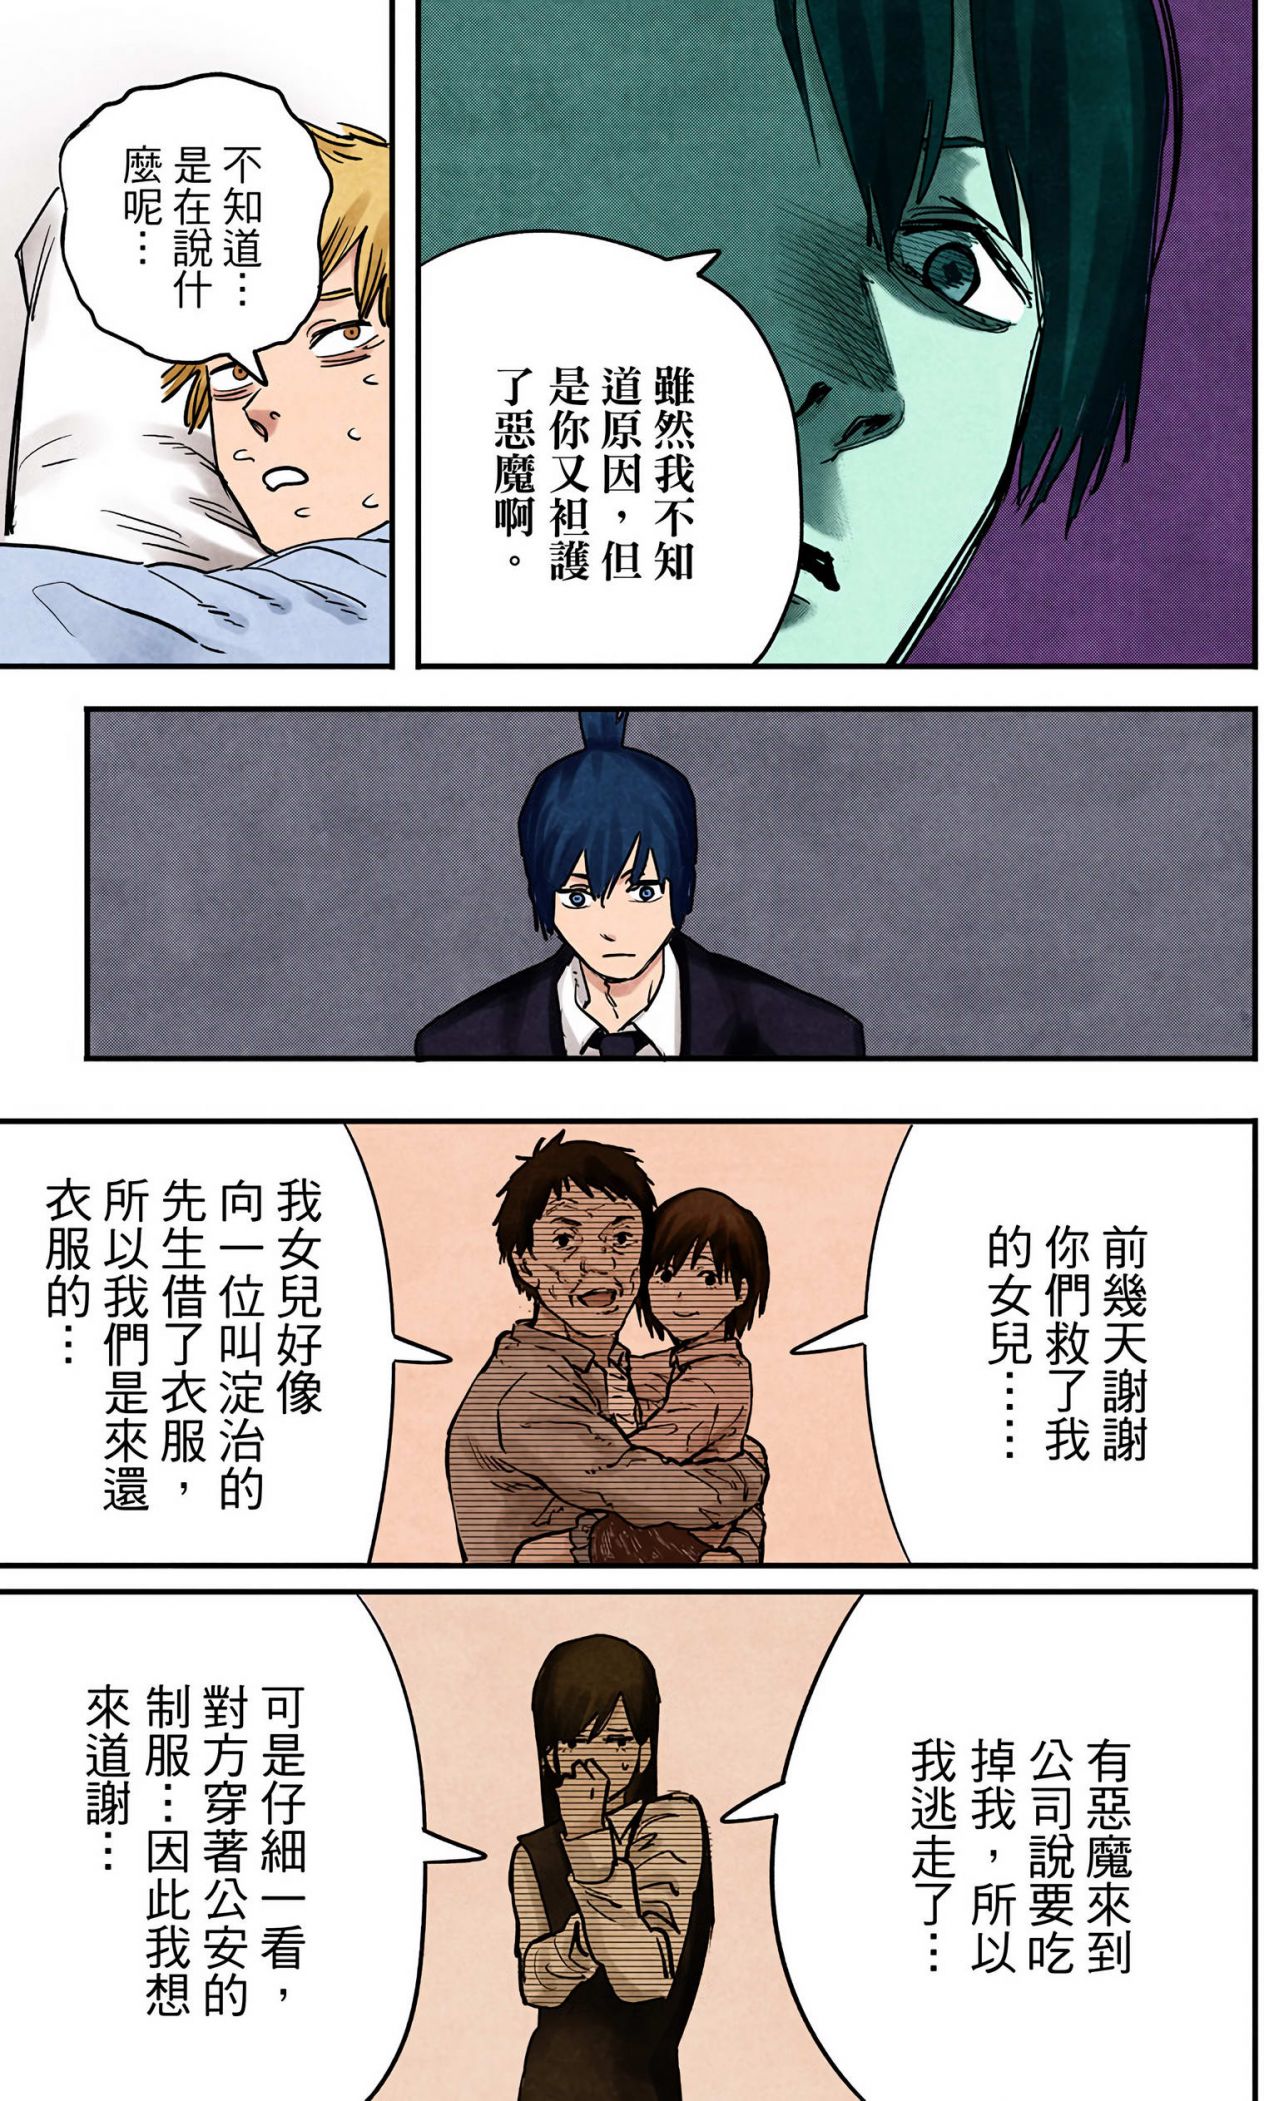 雖然我不知
道原因，但
是你又袒護
了惡魔啊。
不知道…
是在說什
麼呢…
前幾天謝謝
你們救了我
的女兒……
我女兒好像
向一位叫淀治的
先生借了衣服，
所以我們是來還
衣服的…
有惡魔來到
公司說要吃
掉我，所以
我逃走了…
可是仔細一看，
對方穿著公安的
制服…因此我想
來道謝…